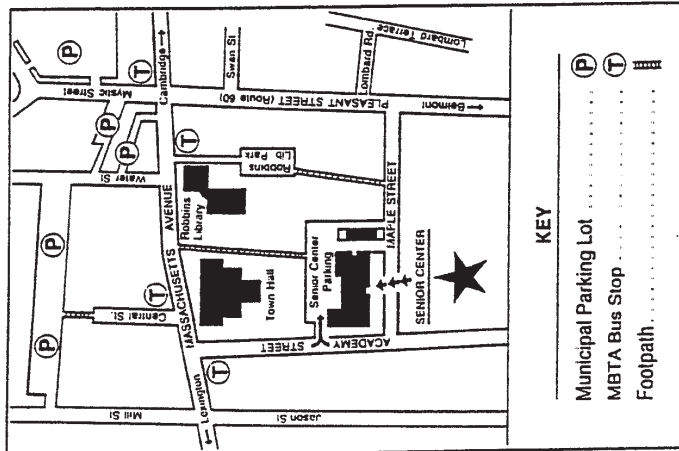 Mill St
Jason St
Lexington
Central St.
MASSACHUSETTS AVENUE
ACADEMY STREET
Town Hall
Senior Center
Parking
SENIOR CENTER
MAPLE STREET
Robbins
Library
Robbins
Lib Park
Water St
Mystic Street
Cambridge
PLEASANT STREET (Route 60)
Belmont
Swan St
Lombard Rd.
Lombard Terrace
P
P
P
P
P
T
T
T
T
KEY
Municipal Parking Lot . . . . . . . . P
MBTA Bus Stop . . . . . . . . . . . . T
Footpath . . . . . . . . . . . . . . .